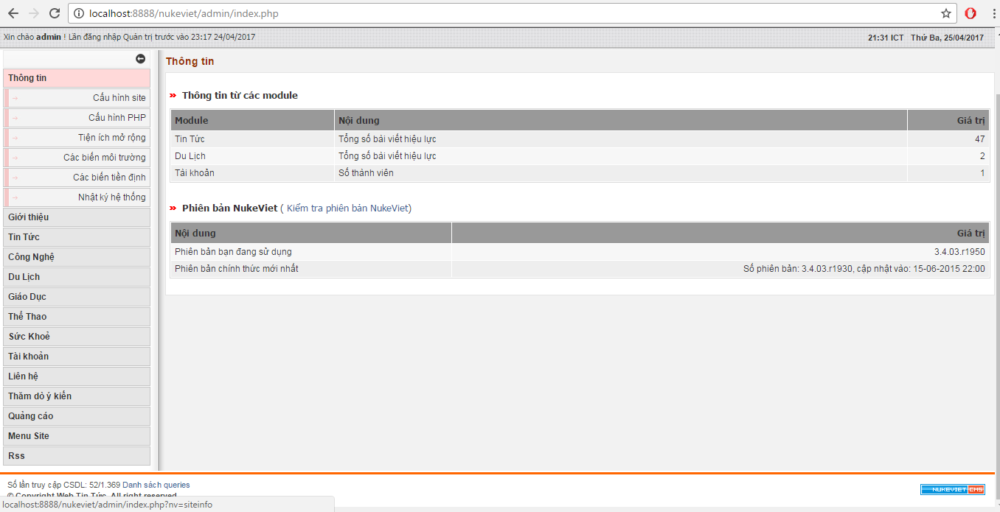 localhost:8888/nukeviet/admin/index.php
Xin chào admin ! Lần đăng nhập Quản trị trước vào 23:17 24/04/2017 21:31 ICT Thứ Ba, 25/04/2017
Thông tin
Cấu hình site
Cấu hình PHP
Tiện ích mở rộng
Các biến môi trường
Các biến tiền định
Nhật ký hệ thống
Giới thiệu
Tin Tức
Công Nghệ
Du Lịch
Giáo Dục
Thể Thao
Sức Khoẻ
Tài khoản
Liên hệ
Thăm dò ý kiến
Quảng cáo
Menu Site
Rss
Thông tin
Thông tin từ các module
Module Nội dung Giá trị
Tin Tức Tổng số bài viết hiệu lực 47
Du Lịch Tổng số bài viết hiệu lực 2
Tài khoản Số thành viên 1
Phiên bản NukeViet ( Kiểm tra phiên bản NukeViet)
Nội dung Giá trị
Phiên bản bạn đang sử dụng 3.4.03.r1950
Phiên bản chính thức mới nhất Số phiên bản: 3.4.03.r1930, cập nhật vào: 15-06-2015 22:00
Số lần truy cập CSDL: 52/1.369 Danh sách queries
© Copyright Web Tin Tức. All right reserved
NUKEVIET CMS
localhost:8888/nukeviet/admin/index.php?nv=siteinfo